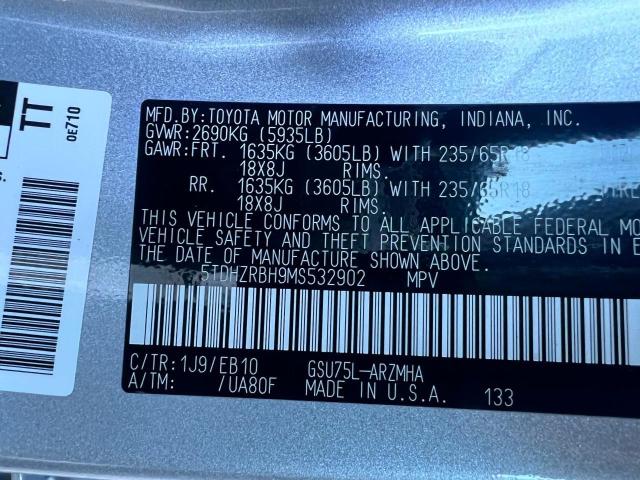 TT
0E710
S.
MFD.BY:TOYOTA MOTOR MANUFACTURING, INDIANA, INC.
GVWR:2690KG (5935LB)
GAWR:FRT. 1635KG (3605LB) WITH 235/65R18
18X8J RIMS.
RR. 1635KG (3605LB) WITH 235/65R18
18X8J RIMS.
THIS VEHICLE CONFORMS TO ALL APPLICABLE FEDERAL MO
VEHICLE SAFETY AND THEFT PREVENTION STANDARDS IN E
THE DATE OF MANUFACTURE SHOWN ABOVE.
5TDHZRBH9MS532902 MPV
C/TR:1J9/EB10 GSU75L-ARZMHA
A/TM: /UA80F MADE IN U.S.A. 133